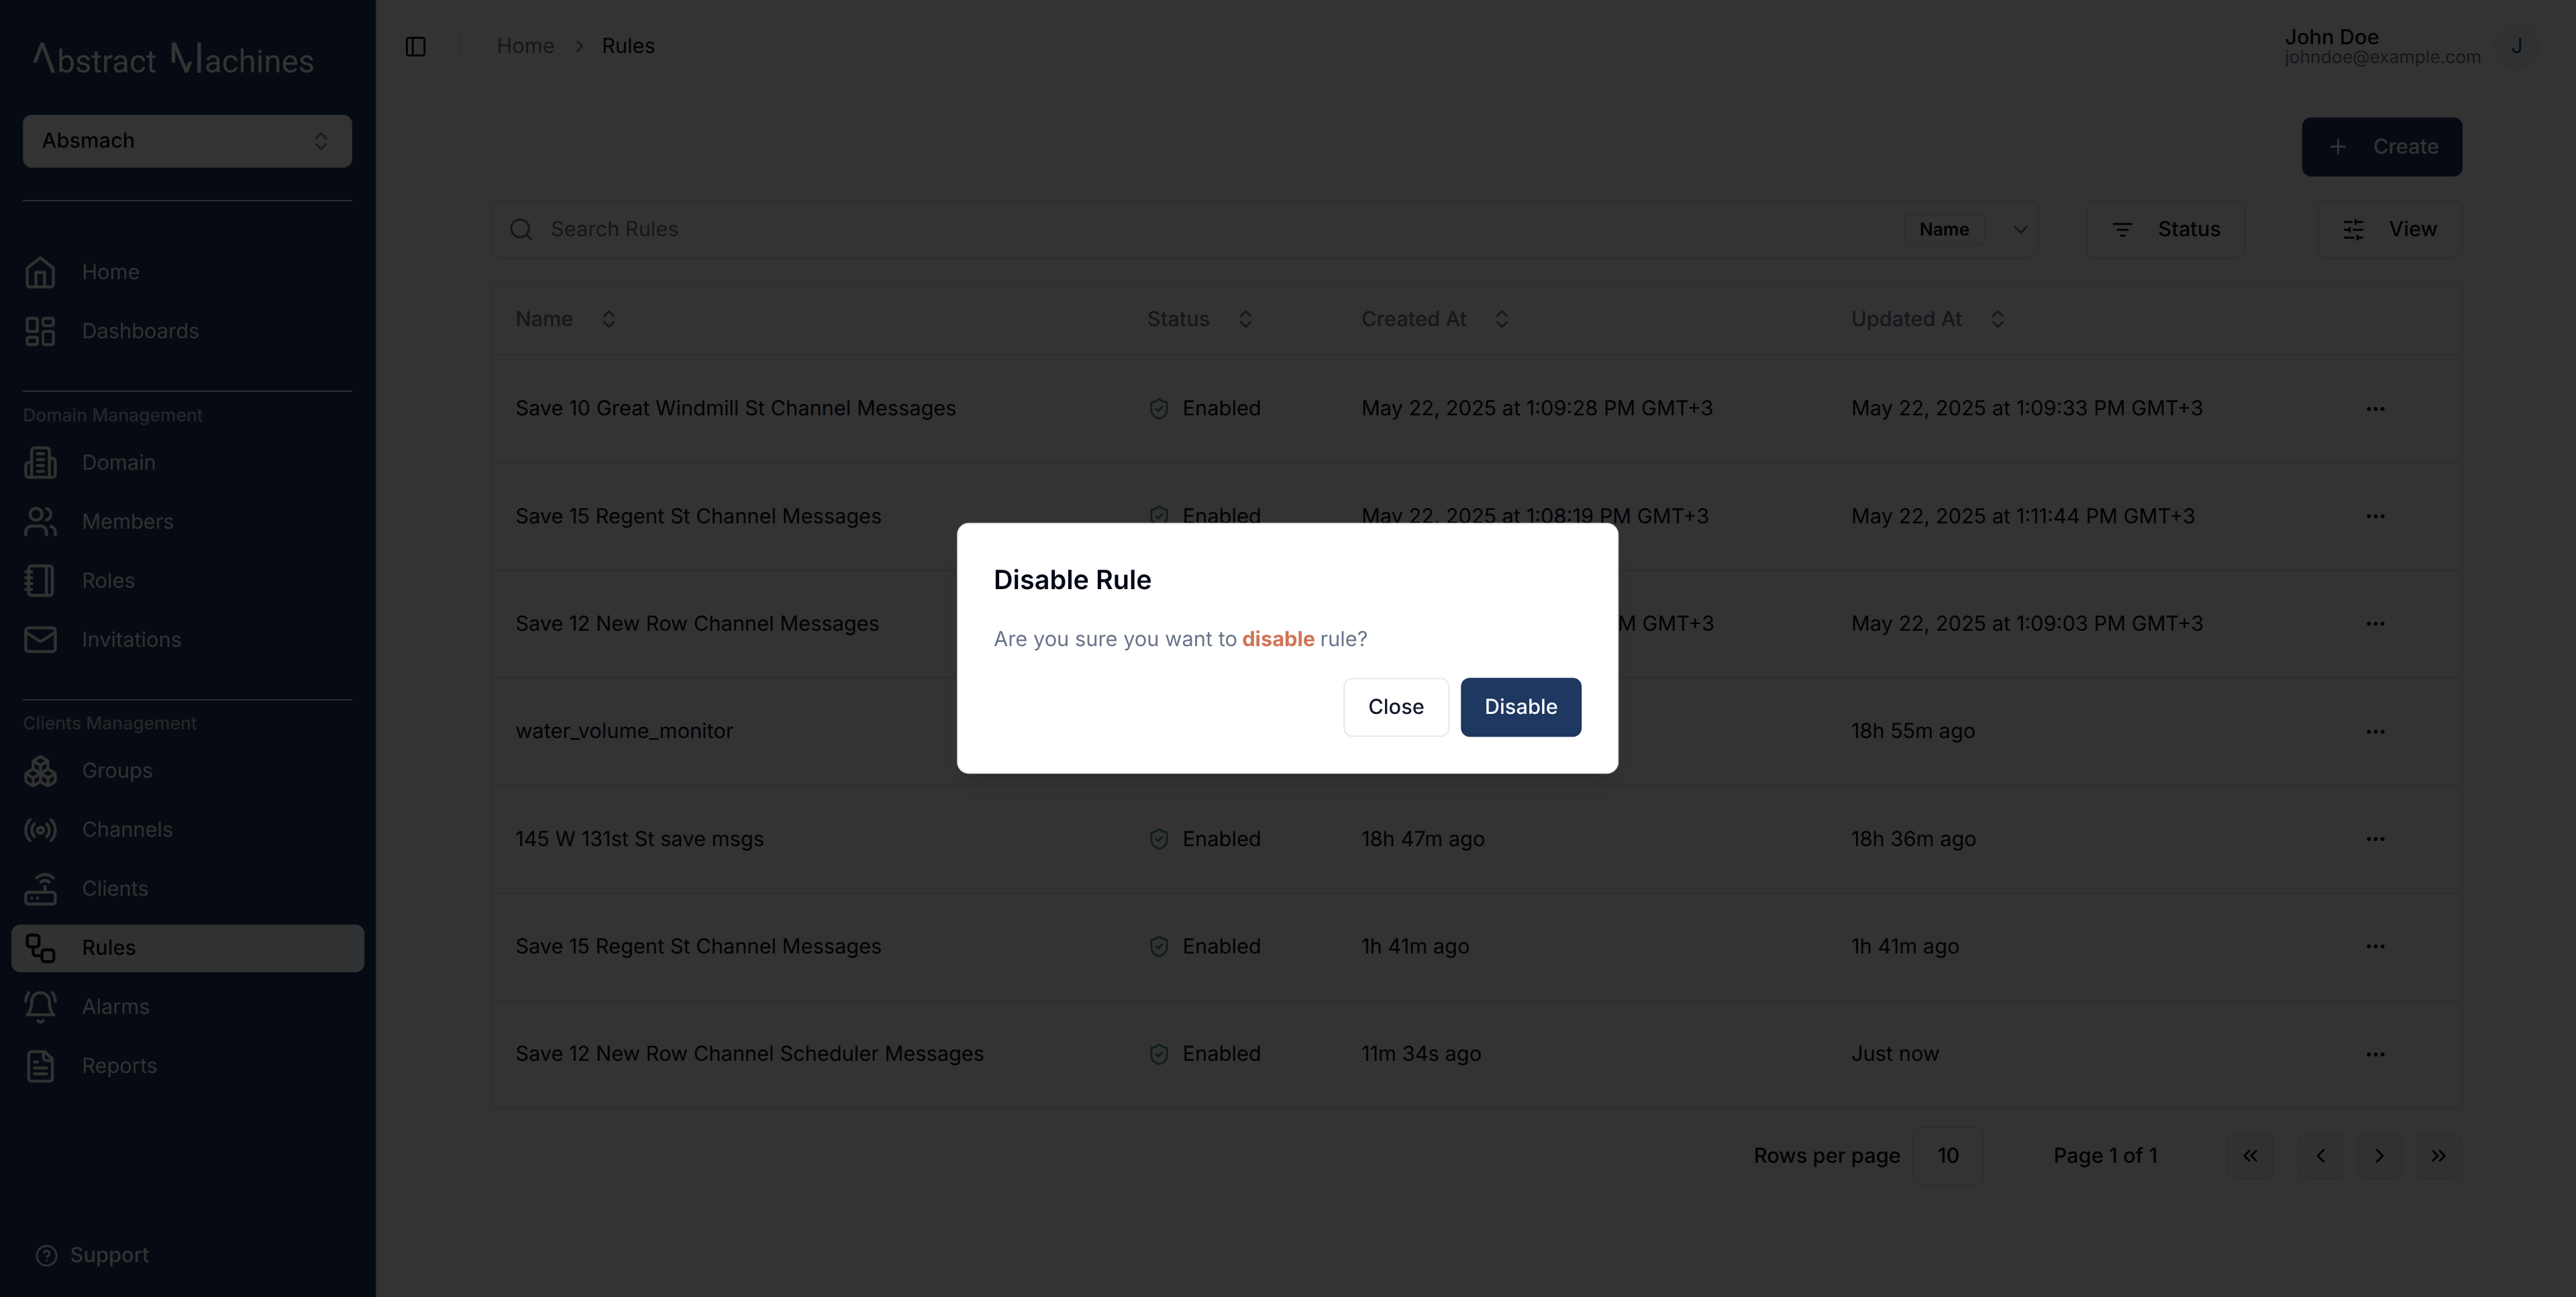 Abstract Machines
Absmach
Home
Dashboards
Domain Management
Domain
Members
Roles
Invitations
Clients Management
Groups
Channels
Clients
Rules
Alarms
Reports
Support
Home > Rules
John Doe
johndoe@example.com
J
+ Create
Search Rules Name Status View
Name Status Created At Updated At
Save 10 Great Windmill St Channel Messages Enabled May 22, 2025 at 1:09:28 PM GMT+3 May 22, 2025 at 1:09:33 PM GMT+3 ...
Save 15 Regent St Channel Messages Enabled May 22, 2025 at 1:08:19 PM GMT+3 May 22, 2025 at 1:11:44 PM GMT+3 ...
Save 12 New Row Channel Messages M GMT+3 May 22, 2025 at 1:09:03 PM GMT+3 ...
water_volume_monitor 18h 55m ago ...
145 W 131st St save msgs Enabled 18h 47m ago 18h 36m ago ...
Save 15 Regent St Channel Messages Enabled 1h 41m ago 1h 41m ago ...
Save 12 New Row Channel Scheduler Messages Enabled 11m 34s ago Just now ...
Disable Rule
Are you sure you want to disable rule?
Close Disable
Rows per page 10 Page 1 of 1